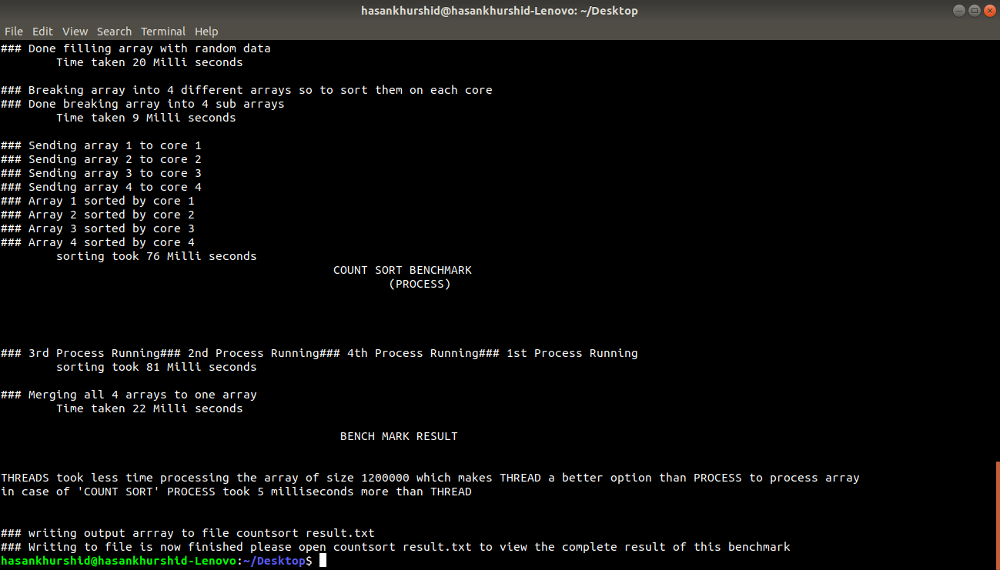 hasankhurshid@hasankhurshid-Lenovo: ~/Desktop
File Edit View Search Terminal Help
### Done filling array with random data
Time taken 20 Milli seconds
### Breaking array into 4 different arrays so to sort them on each core
### Done breaking array into 4 sub arrays
Time taken 9 Milli seconds
### Sending array 1 to core 1
### Sending array 2 to core 2
### Sending array 3 to core 3
### Sending array 4 to core 4
### Array 1 sorted by core 1
### Array 2 sorted by core 2
### Array 3 sorted by core 3
### Array 4 sorted by core 4
sorting took 76 Milli seconds
COUNT SORT BENCHMARK
(PROCESS)
### 3rd Process Running### 2nd Process Running### 4th Process Running### 1st Process Running
sorting took 81 Milli seconds
### Merging all 4 arrays to one array
Time taken 22 Milli seconds
BENCH MARK RESULT
THREADS took less time processing the array of size 1200000 which makes THREAD a better option than PROCESS to process array
in case of 'COUNT SORT' PROCESS took 5 milliseconds more than THREAD
### writing output arrray to file countsort result.txt
### Writing to file is now finished please open countsort result.txt to view the complete result of this benchmark
hasankhurshid@hasankhurshid-Lenovo:~/Desktop$